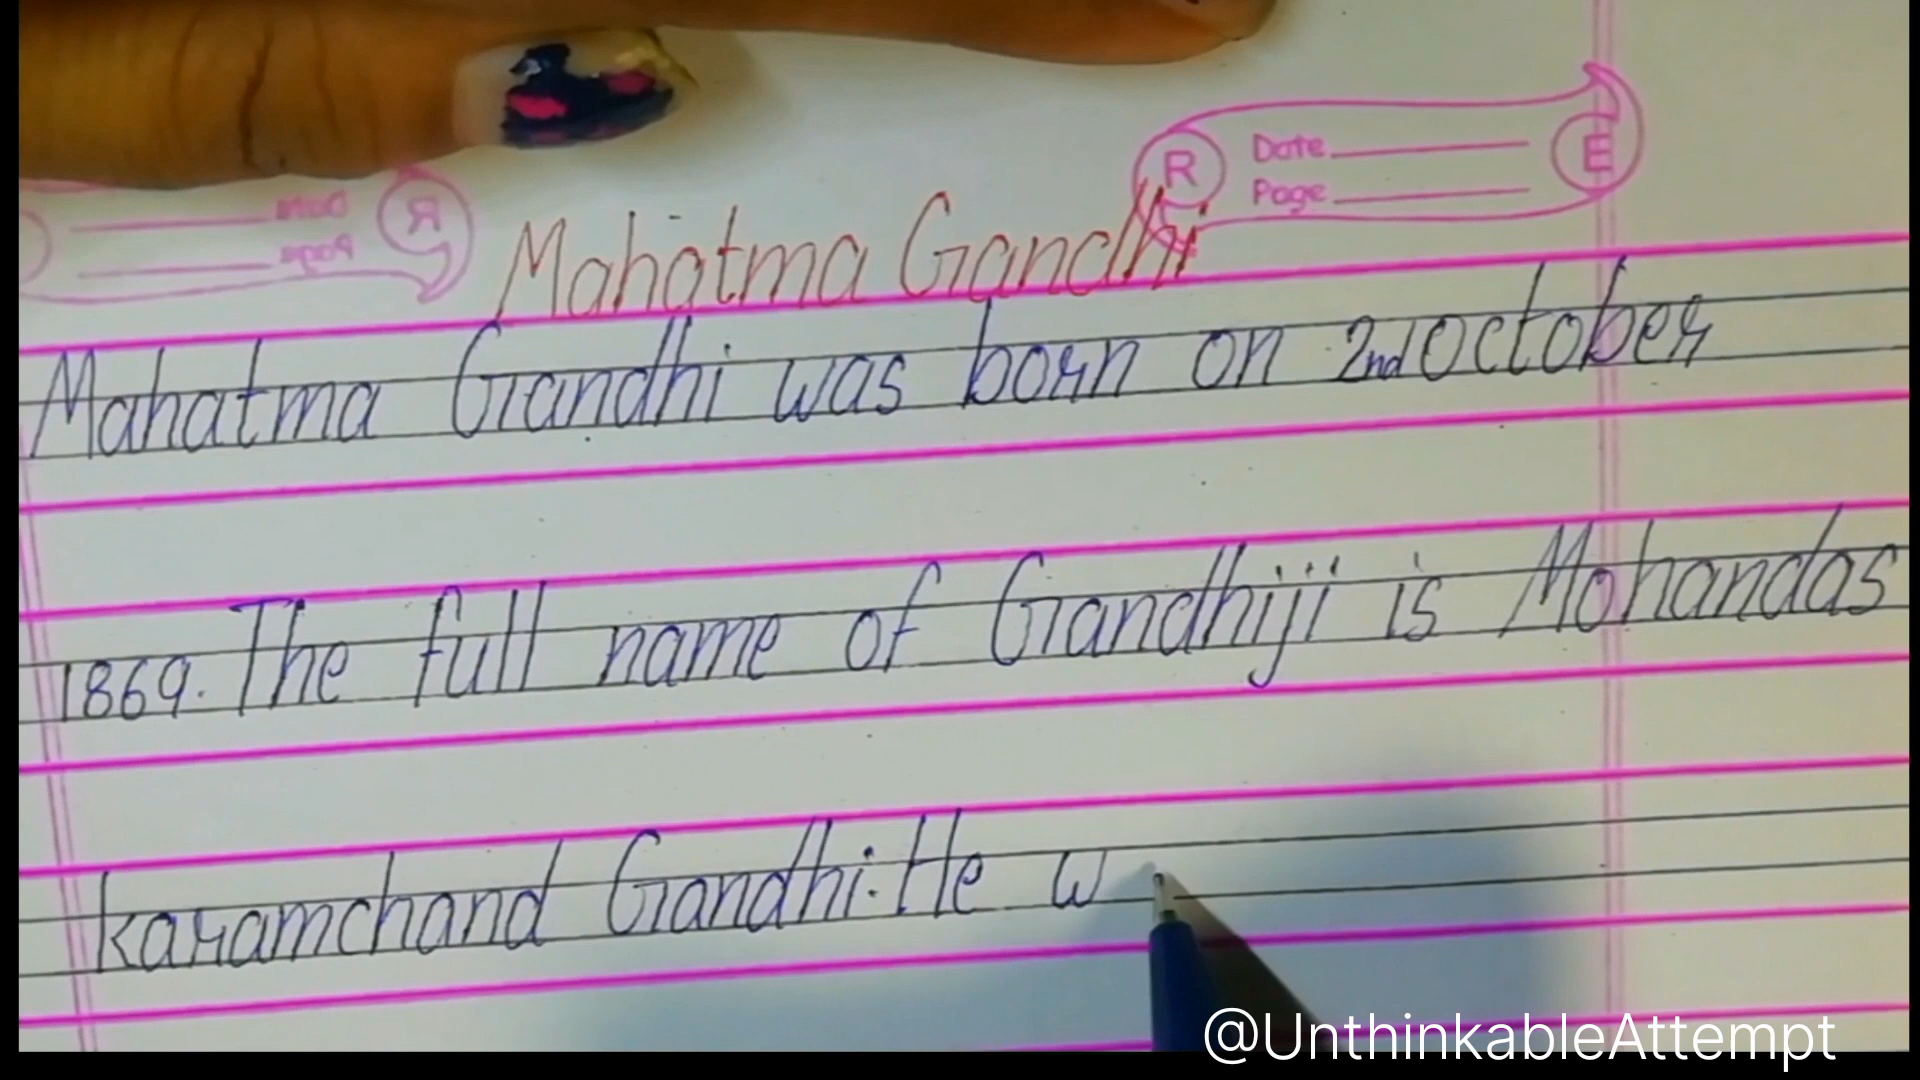 R Date E
Page
Mahatma Gandhi
Mahatma Gandhi was born on 2nd October
1869. The full name of Gandhiji is Mohandas
karamchand Gandhi. He w
@UnthinkableAttempt